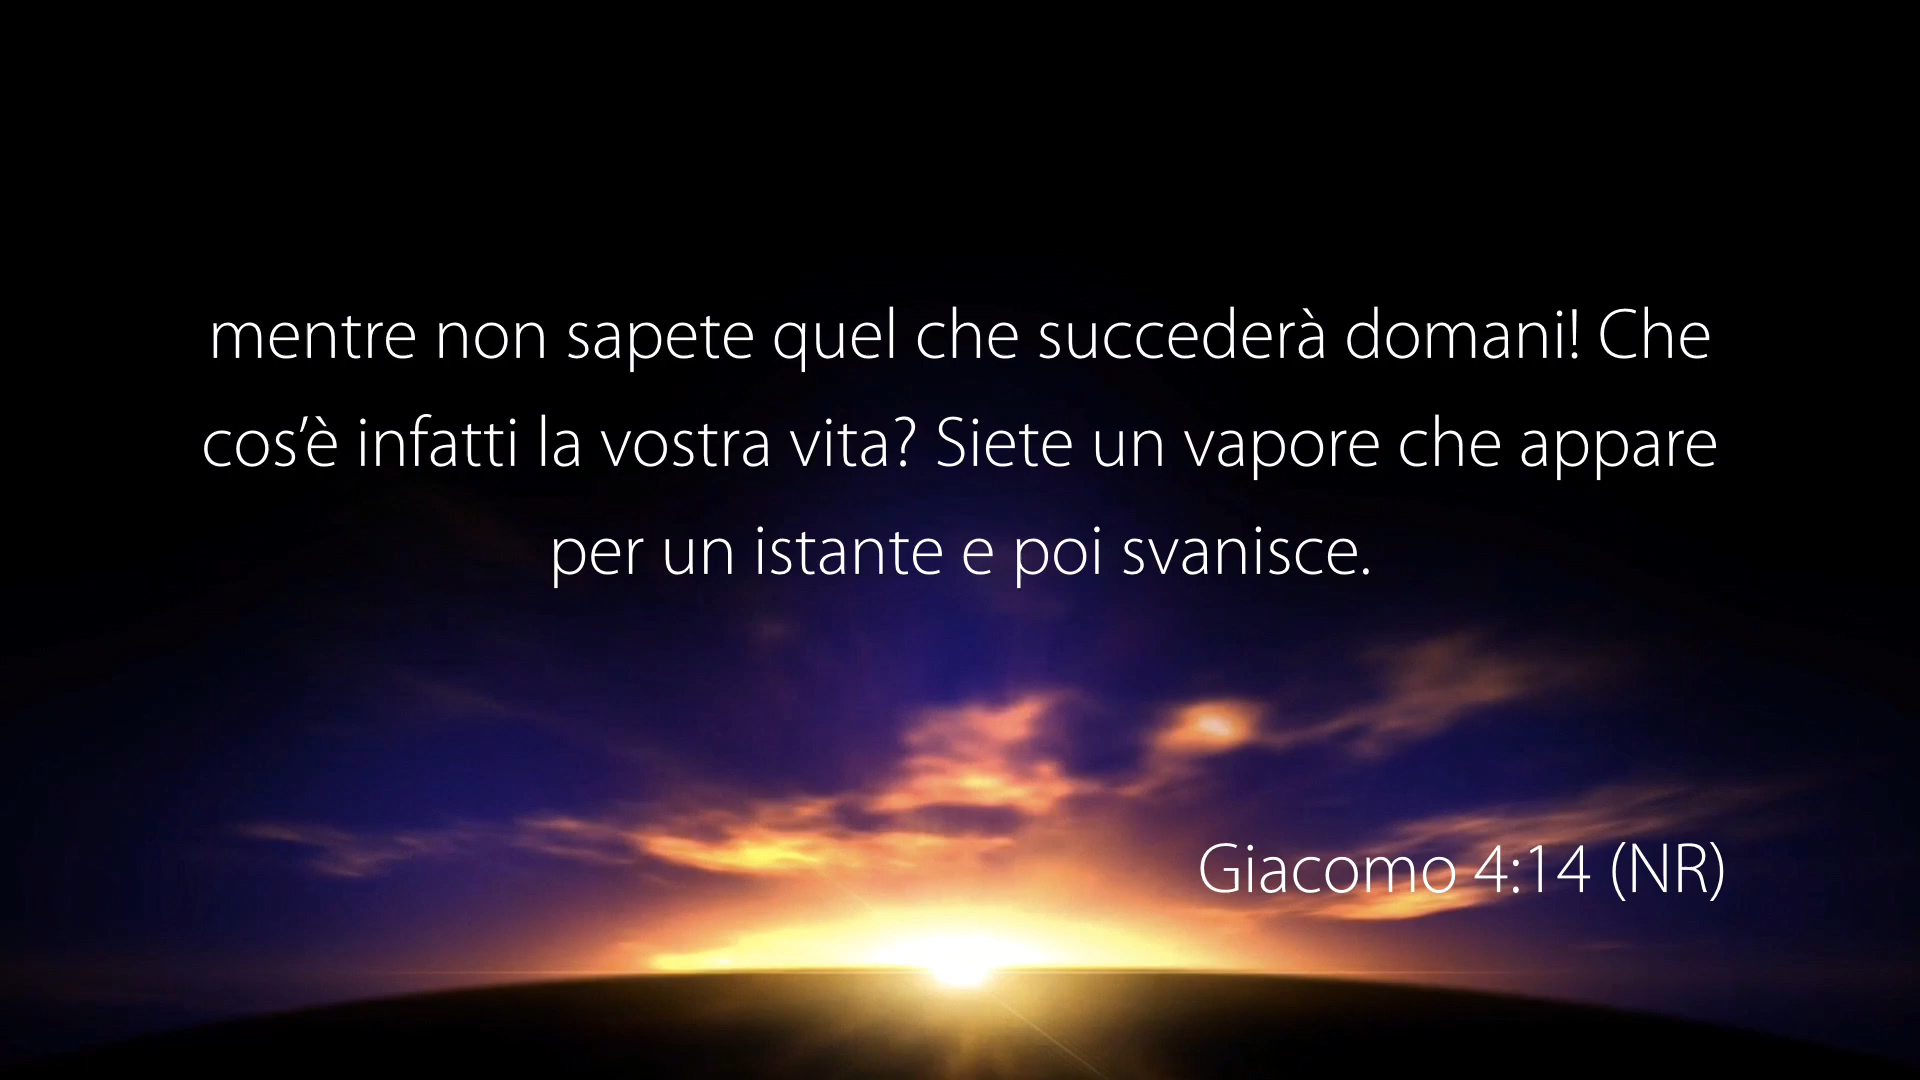 mentre non sapete quel che succederà domani! Che
cos’è infatti la vostra vita? Siete un vapore che appare
per un istante e poi svanisce.
Giacomo 4:14 (NR)